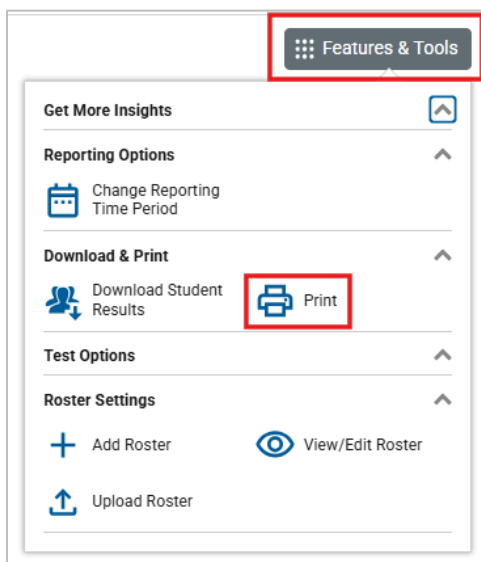 Features & Tools
Get More Insights
Reporting Options
Change Reporting
Time Period
Download & Print
Download Student
Results
Print
Test Options
Roster Settings
Add Roster
View/Edit Roster
Upload Roster